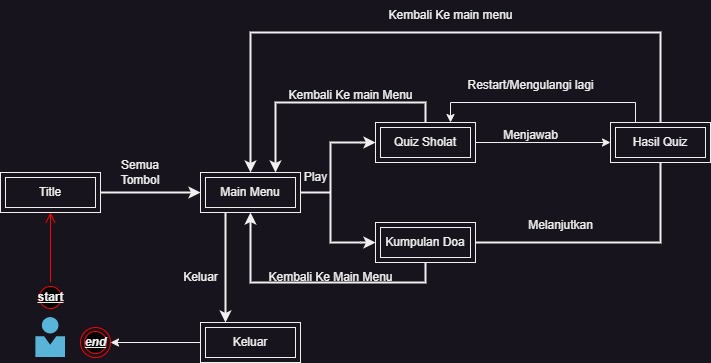 Kembali Ke main menu
Kembali Ke main Menu
Restart/Mengulangi lagi
Quiz Sholat
Menjawab
Hasil Quiz
Semua
Tombol
Title
Main Menu
Play
Kumpulan Doa
Melanjutkan
Keluar
Kembali Ke Main Menu
start
end
Keluar